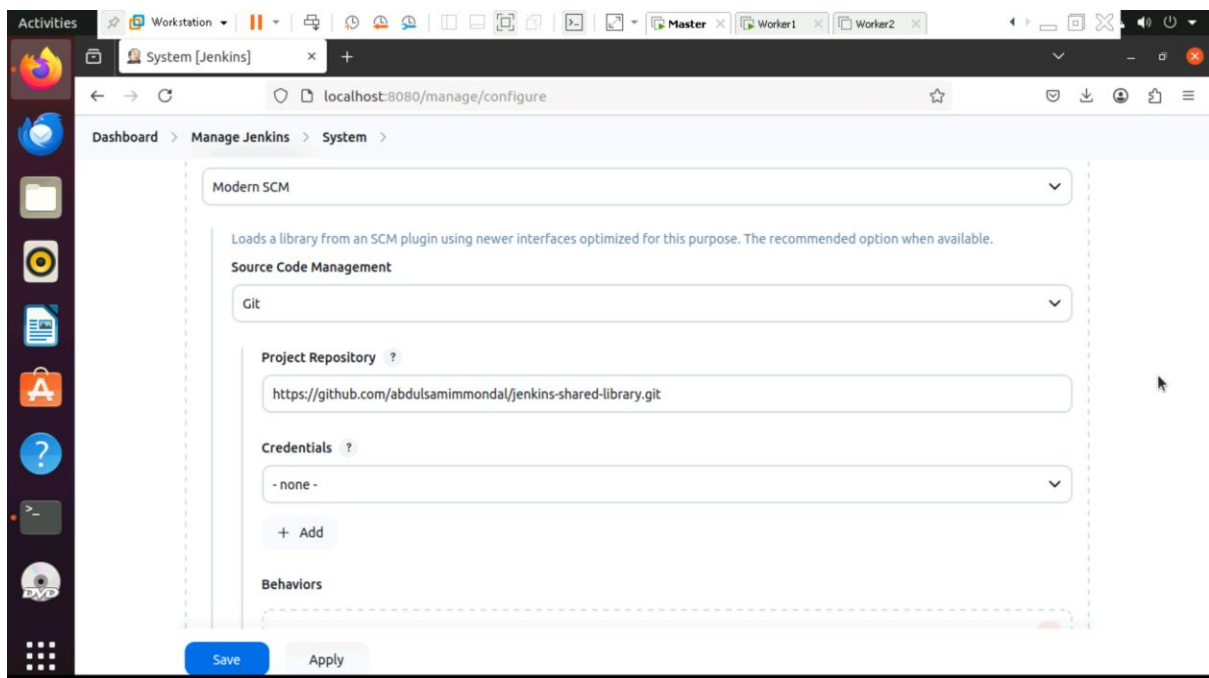 Activities Workstation Master Worker1 Worker2
System [Jenkins]
localhost:8080/manage/configure
Dashboard > Manage Jenkins > System >
Modern SCM
Loads a library from an SCM plugin using newer interfaces optimized for this purpose. The recommended option when available.
Source Code Management
Git
Project Repository ?
https://github.com/abdulsamimmondal/jenkins-shared-library.git
Credentials ?
- none -
+ Add
Behaviors
Save Apply
DVD